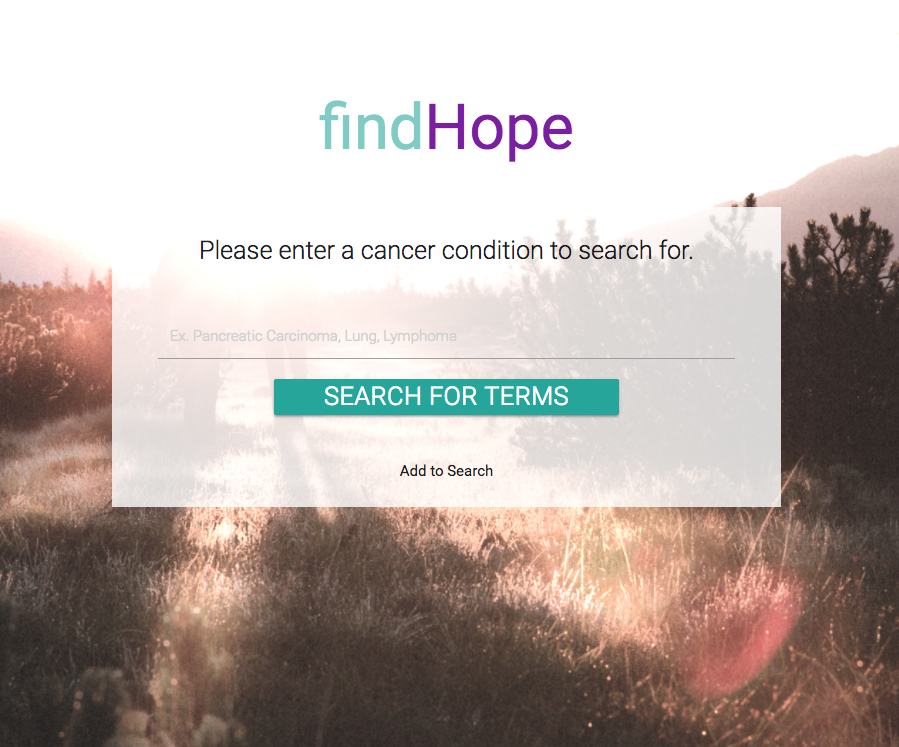 findHope
Please enter a cancer condition to search for.
Ex. Pancreatic Carcinoma, Lung, Lymphoma
SEARCH FOR TERMS
Add to Search